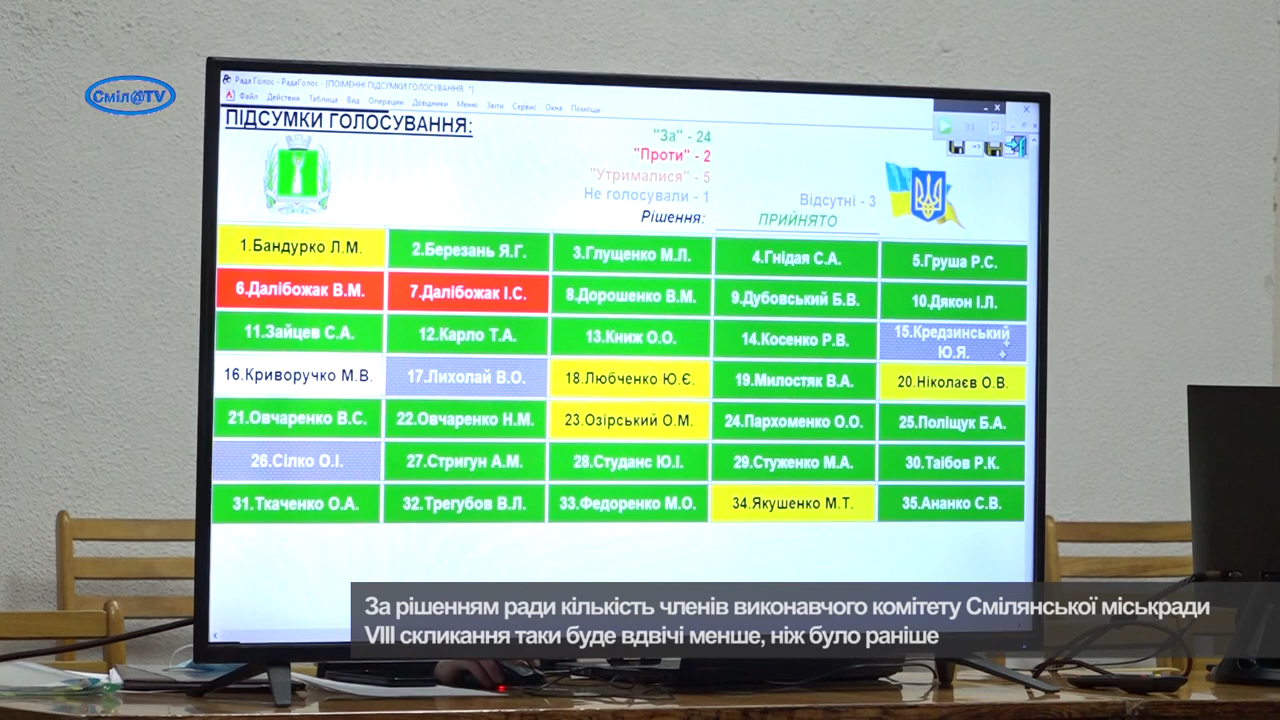 Сміл@TV
Рада Голос - РадаГолос - [ПОІМЕННІ ПІДСУМКИ ГОЛОСУВАННЯ: *]
Файл Действия Таблица Вид Операции Довідники Меню Звіти Сервис Окна Помощь
ПІДСУМКИ ГОЛОСУВАННЯ:
"За" - 24
"Проти" - 2
"Утрималися" - 5
Не голосували - 1
Відсутні - 3
Рішення: ПРИЙНЯТО
1.Бандурко Л.М. 2.Березань Я.Г. 3.Глущенко М.Л. 4.Гнідая С.А. 5.Груша Р.С.
6.Далібожак В.М. 7.Далібожак І.С. 8.Дорошенко В.М. 9.Дубовський Б.В. 10.Дякон І.Л.
11.Зайцев С.А. 12.Карло Т.А. 13.Книж О.О. 14.Косенко Р.В. 15.Кредзинський
Ю.Я.
16.Криворучко М.В. 17.Лихолай В.О. 18.Любченко Ю.Є. 19.Милостяк В.А. 20.Ніколаєв О.В.
21.Овчаренко В.С. 22.Овчаренко Н.М. 23.Озірський О.М. 24.Пархоменко О.О. 25.Поліщук Б.А.
26.Сілко О.І. 27.Стригун А.М. 28.Студанс Ю.І. 29.Стуженко М.А. 30.Таібов Р.К.
31.Ткаченко О.А. 32.Трегубов В.Л. 33.Федоренко М.О. 34.Якушенко М.Т. 35.Ананко С.В.
За рішенням ради кількість членів виконавчого комітету Смілянської міськради
VIII скликання таки буде вдвічі менше, ніж було раніше